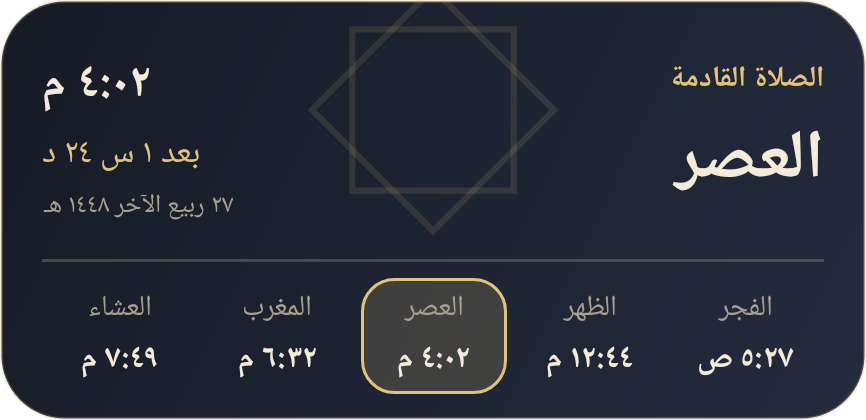 الصلاة القادمة
العصر
٤:٠٢ م
بعد ١ س ٢٤ د
٢٧ ربيع الآخر ١٤٤٨ هـ
الفجر
٥:٢٧ ص
الظهر
١٢:٤٤ م
العصر
٤:٠٢ م
المغرب
٦:٣٢ م
العشاء
٧:٤٩ م